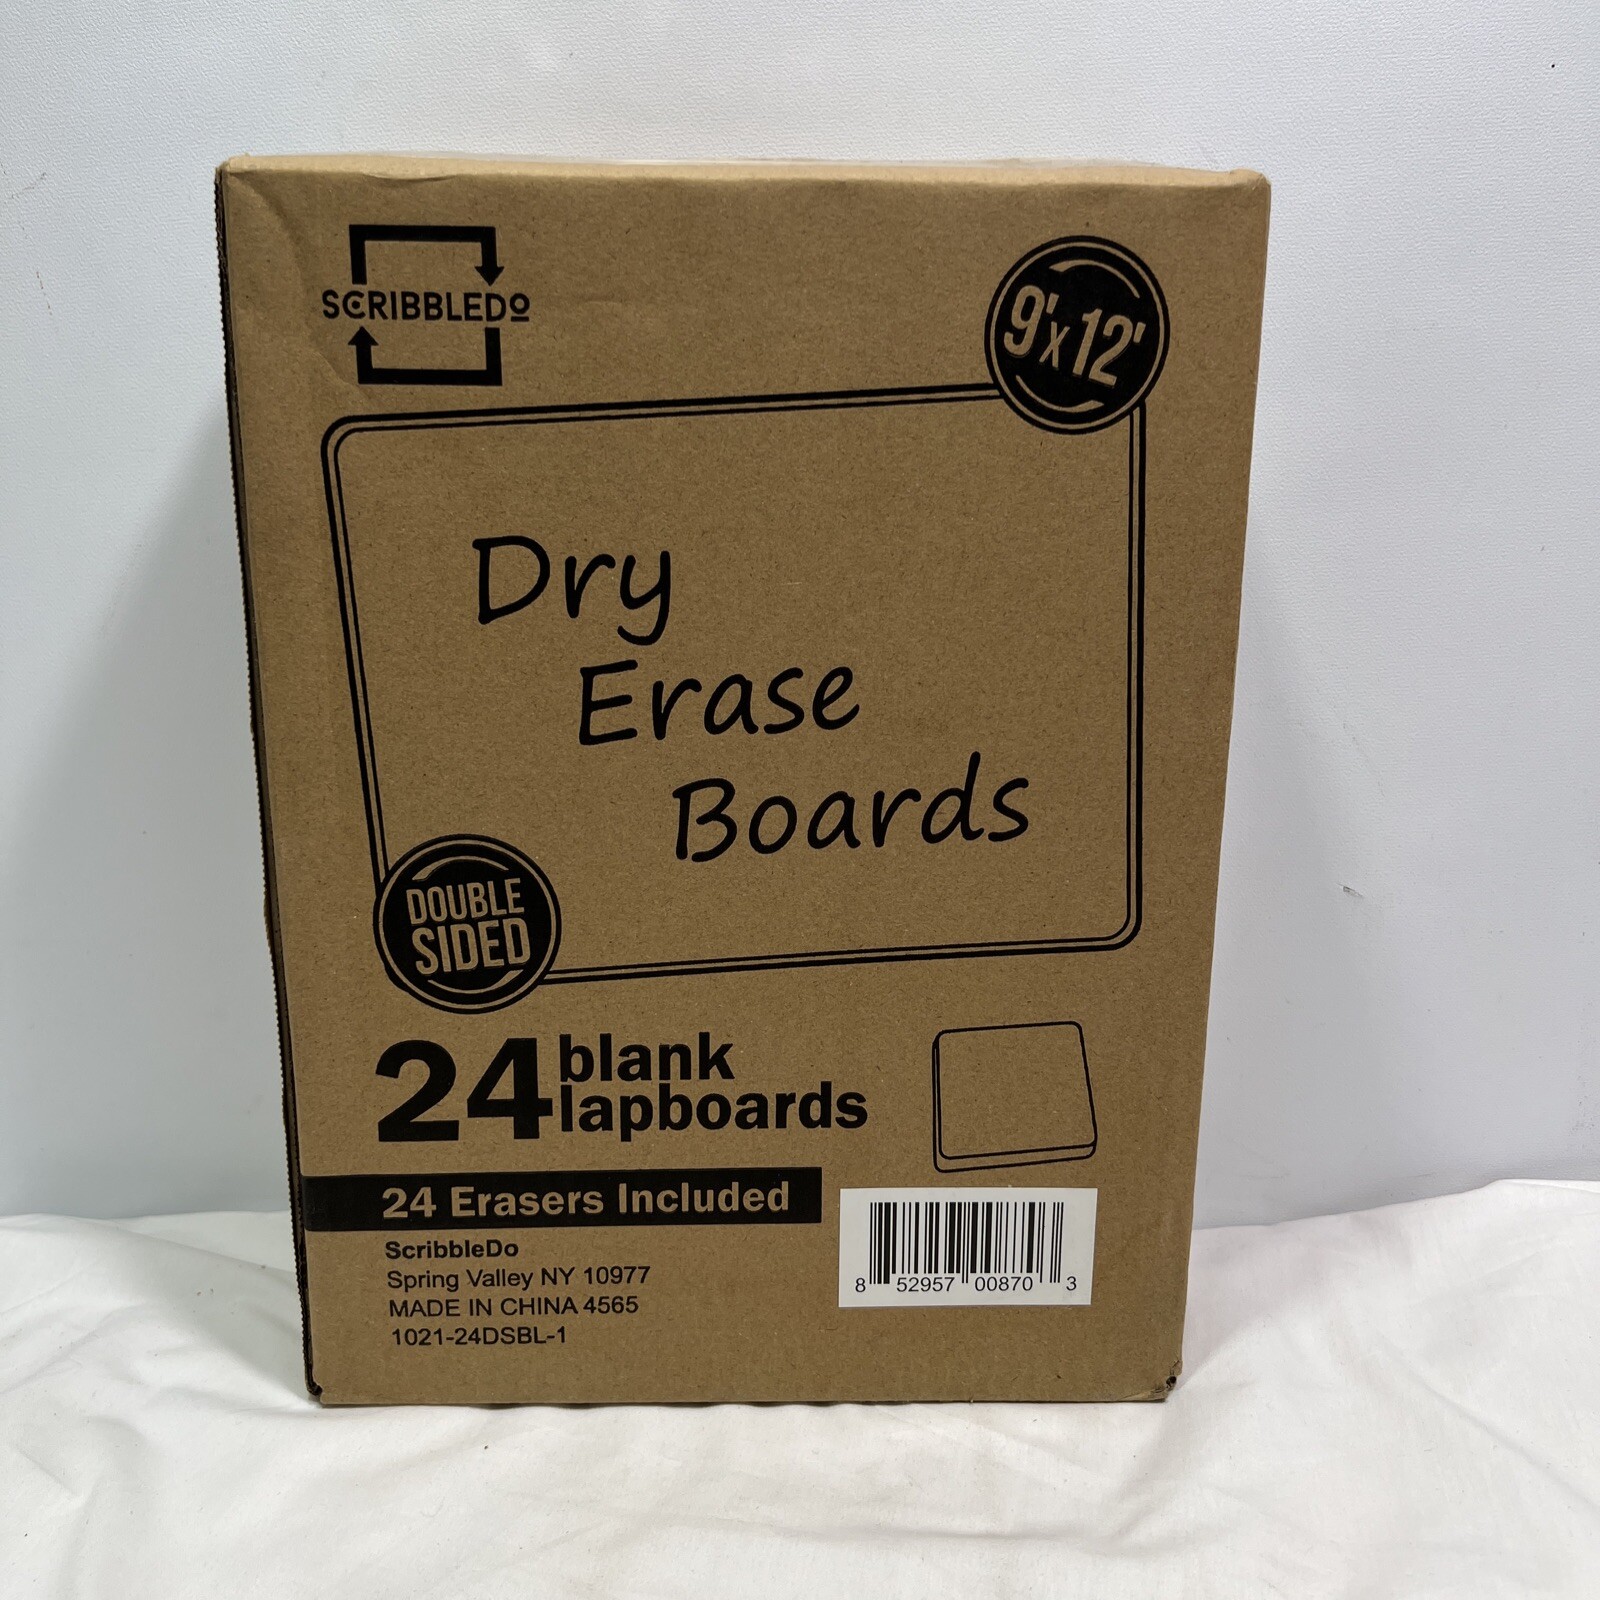 SCRIBBLEDO
9'x12'
Dry
Erase
Boards
DOUBLE
SIDED
24 blank
lapboards
24 Erasers Included
ScribbleDo
Spring Valley NY 10977
MADE IN CHINA 4565
1021-24DSBL-1
8 52957 00870 3